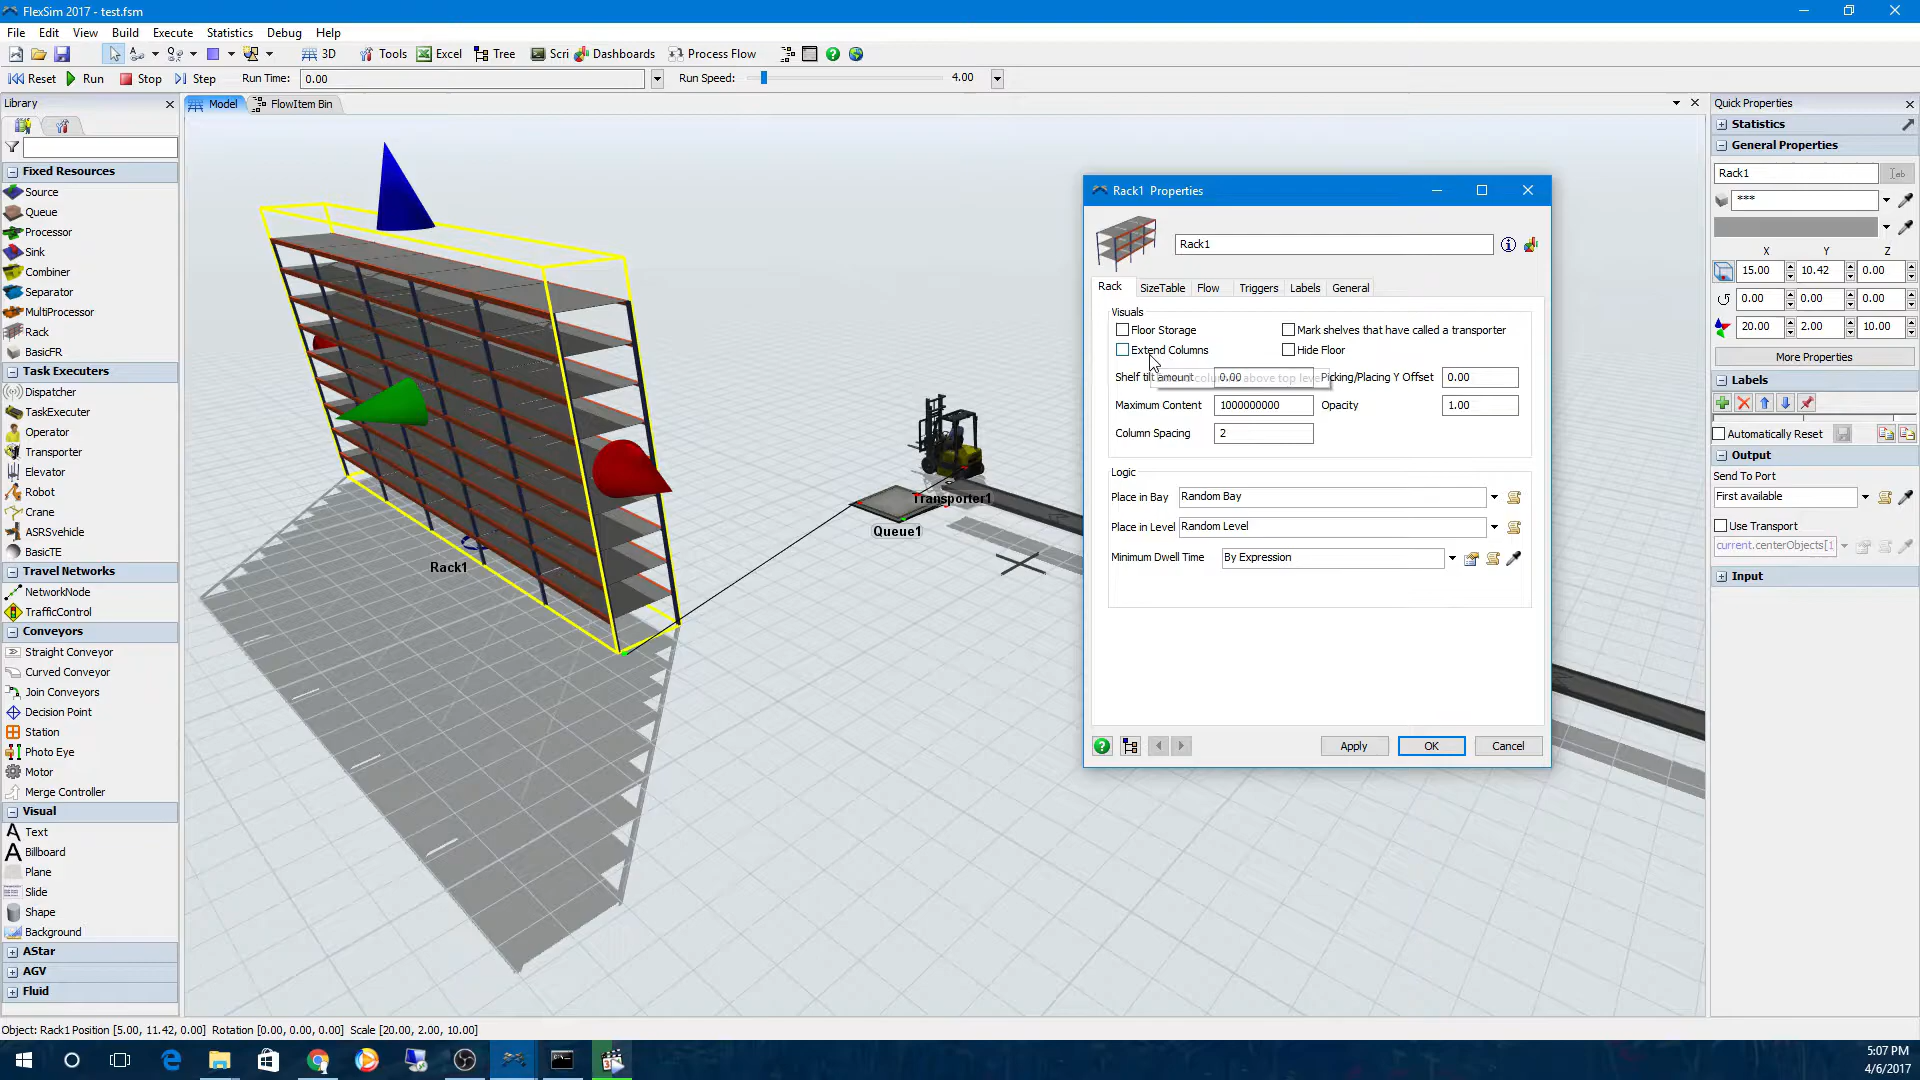 FlexSim 2017 - test.fsm
File Edit View Build Execute Statistics Debug Help
3D Tools Excel Tree Scri Dashboards Process Flow
Reset Run Stop Step Run Time: 0.00 Run Speed: 4.00
Library
Model FlowItem Bin
Fixed Resources
Source
Queue
Processor
Sink
Combiner
Separator
MultiProcessor
Rack
BasicFR
Task Executers
Dispatcher
TaskExecuter
Operator
Transporter
Elevator
Robot
Crane
ASRSvehicle
BasicTE
Travel Networks
NetworkNode
TrafficControl
Conveyors
Straight Conveyor
Curved Conveyor
Join Conveyors
Decision Point
Station
Photo Eye
Motor
Merge Controller
Visual
Text
Billboard
Plane
Slide
Shape
Background
AStar
AGV
Fluid
Rack1
Transporter1
Queue1
Rack1 Properties
Rack1
Rack SizeTable Flow Triggers Labels General
Visuals
Floor Storage Mark shelves that have called a transporter
Extend Columns Hide Floor
Shelf tilt amount 0.00 Picking/Placing Y Offset 0.00
Maximum Content 1000000000 Opacity 1.00
Column Spacing 2
Logic
Place in Bay Random Bay
Place in Level Random Level
Minimum Dwell Time By Expression
Apply OK Cancel
Quick Properties
Statistics
General Properties
Rack1
***
X Y Z
15.00 10.42 0.00
0.00 0.00 0.00
20.00 2.00 10.00
More Properties
Labels
Automatically Reset
Output
Send To Port
First available
Use Transport
current.centerObjects[1
Input
Object: Rack1 Position [5.00, 11.42, 0.00] Rotation [0.00, 0.00, 0.00] Scale [20.00, 2.00, 10.00]
5:07 PM
4/6/2017